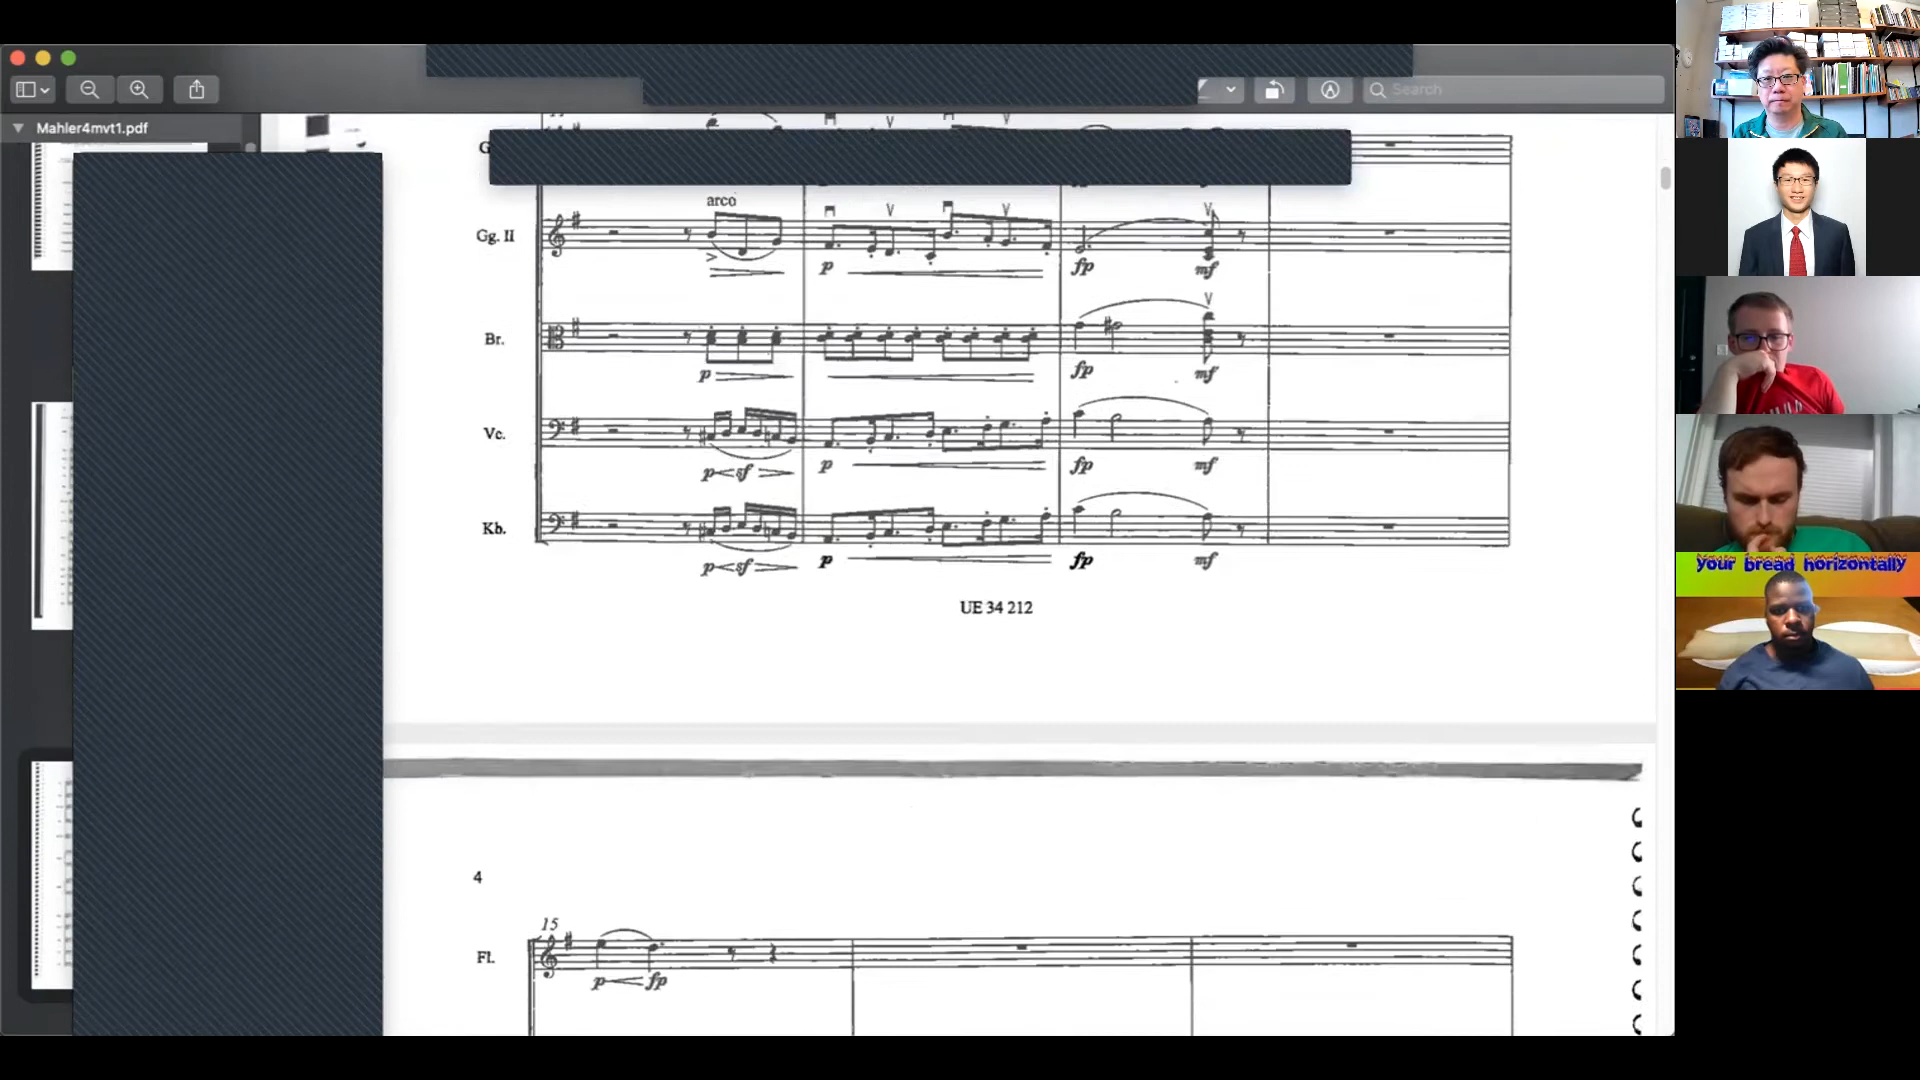 Search
Mahler4mvt1.pdf
G
arco
Gg. II
p
fp
mf
Br.
p
fp
mf
Vc.
p sf
p
fp
mf
Kb.
p sf
p
fp
mf
UE 34 212
4
15
Fl.
p fp
your bread horizontally